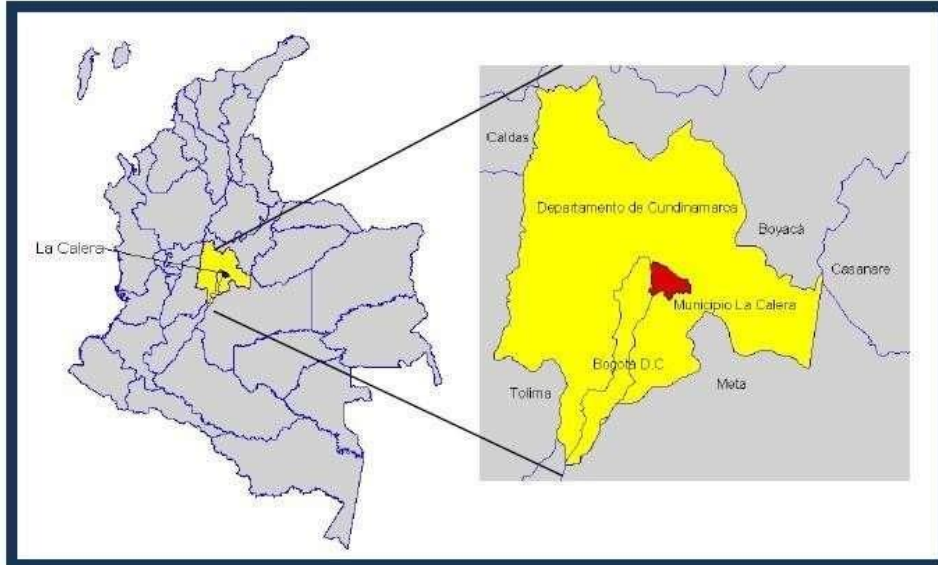 La Calera
Caldas
Departamento de Cundinamarca
Boyacá
Casanare
Municipio La Calera
Bogotá D.C
Tolima
Meta